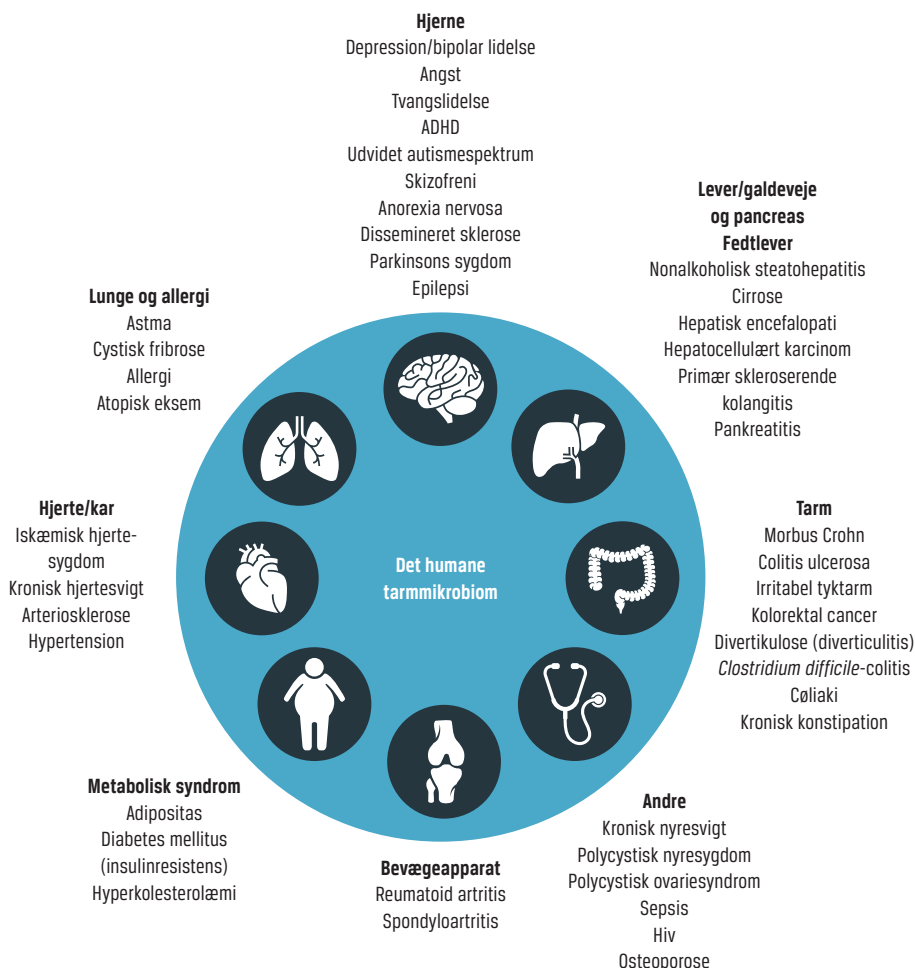 Hjerne
Depression/bipolar lidelse
Angst
Tvangslidelse
ADHD
Udvidet autismespektrum
Skizofreni
Anorexia nervosa
Dissemineret sklerose
Parkinsons sygdom
Epilepsi
Lever/galdeveje
og pancreas
Fedtlever
Nonalkoholisk steatohepatitis
Cirrose
Hepatisk encefalopati
Hepatocellulært karcinom
Primær skleroserende
kolangitis
Pankreatitis
Lunge og allergi
Astma
Cystisk fibrose
Allergi
Atopisk eksem
Hjerte/kar
Iskæmisk hjerte-
sygdom
Kronisk hjertesvigt
Arteriosklerose
Hypertension
Det humane
tarmmikrobiom
Tarm
Morbus Crohn
Colitis ulcerosa
Irritabel tyktarm
Kolorektal cancer
Divertikulose (diverticulitis)
Clostridium difficile-colitis
Cøliaki
Kronisk konstipation
Metabolisk syndrom
Adipositas
Diabetes mellitus
(insulinresistens)
Hyperkolesterolæmi
Bevægeapparat
Reumatoid artritis
Spondyloartritis
Andre
Kronisk nyresvigt
Polycystisk nyresygdom
Polycystisk ovariesyndrom
Sepsis
Hiv
Osteoporose